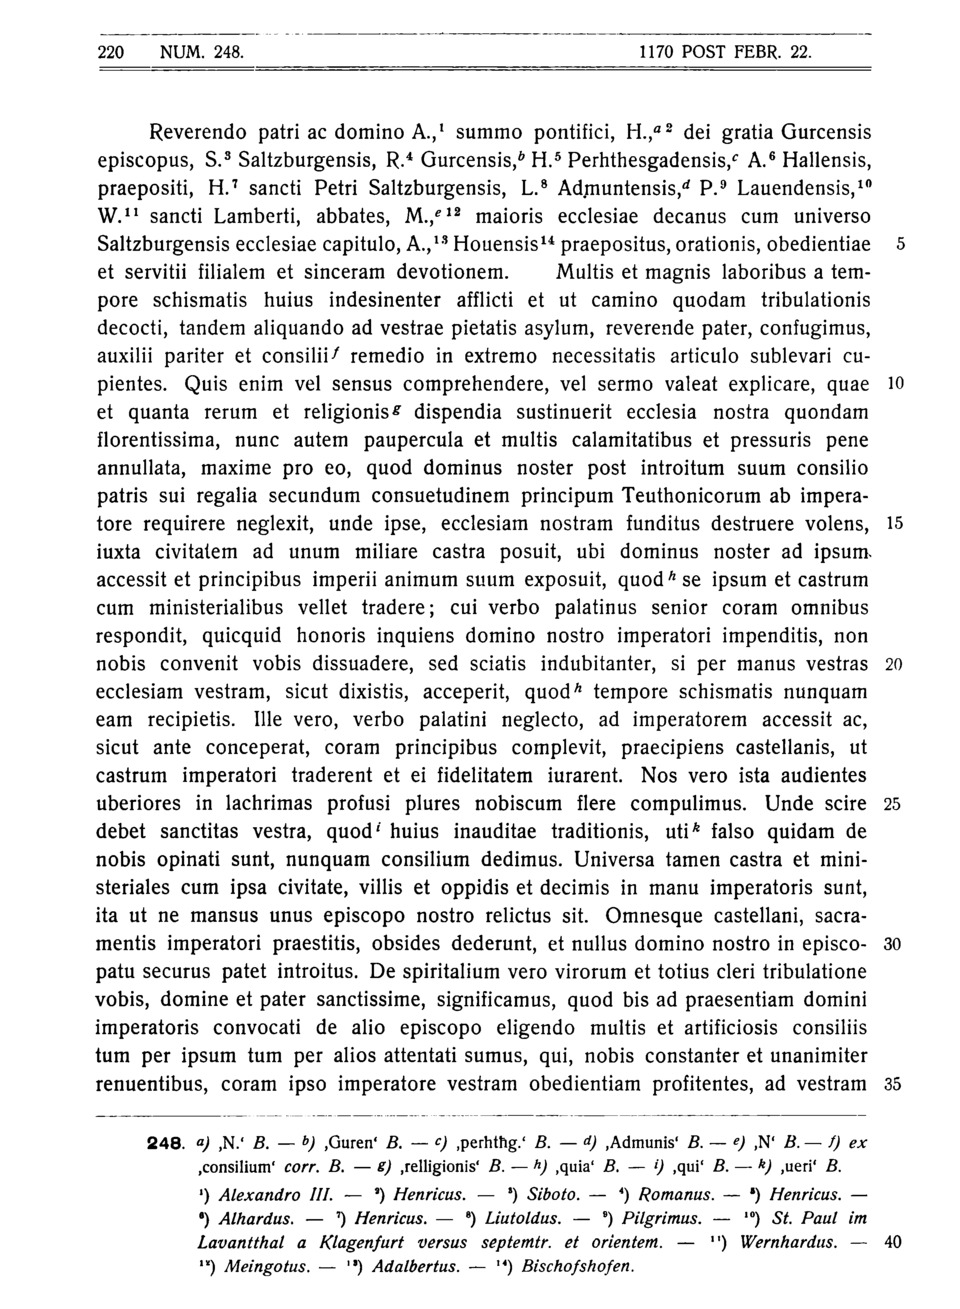 220 NUM. 248. 1170 POST FEBR. 22.
Reverendo patri ac domino A.,¹ summo pontifici, H.,ᵃ ² dei gratia Gurcensis
episcopus, S.³ Saltzburgensis, R.⁴ Gurcensis,ᵇ H.⁵ Perhthesgadensis,ᶜ A.⁶ Hallensis,
praepositi, H.⁷ sancti Petri Saltzburgensis, L.⁸ Admuntensis,ᵈ P.⁹ Lauendensis,¹⁰
W.¹¹ sancti Lamberti, abbates, M.,ᵉ ¹² maioris ecclesiae decanus cum universo
Saltzburgensis ecclesiae capitulo, A.,¹³ Houensis¹⁴ praepositus, orationis, obedientiae 5
et servitii filialem et sinceram devotionem. Multis et magnis laboribus a tem-
pore schismatis huius indesinenter afflicti et ut camino quodam tribulationis
decocti, tandem aliquando ad vestrae pietatis asylum, reverende pater, confugimus,
auxilii pariter et consiliiᶠ remedio in extremo necessitatis articulo sublevari cu-
pientes. Quis enim vel sensus comprehendere, vel sermo valeat explicare, quae 10
et quanta rerum et religionisᵍ dispendia sustinuerit ecclesia nostra quondam
florentissima, nunc autem paupercula et multis calamitatibus et pressuris pene
annullata, maxime pro eo, quod dominus noster post introitum suum consilio
patris sui regalia secundum consuetudinem principum Teuthonicorum ab impera-
tore requirere neglexit, unde ipse, ecclesiam nostram funditus destruere volens, 15
iuxta civitatem ad unum miliare castra posuit, ubi dominus noster ad ipsum
accessit et principibus imperii animum suum exposuit, quodʰ se ipsum et castrum
cum ministerialibus vellet tradere; cui verbo palatinus senior coram omnibus
respondit, quicquid honoris inquiens domino nostro imperatori impenditis, non
nobis convenit vobis dissuadere, sed sciatis indubitanter, si per manus vestras 20
ecclesiam vestram, sicut dixistis, acceperit, quodʰ tempore schismatis nunquam
eam recipietis. Ille vero, verbo palatini neglecto, ad imperatorem accessit ac,
sicut ante conceperat, coram principibus complevit, praecipiens castellanis, ut
castrum imperatori traderent et ei fidelitatem iurarent. Nos vero ista audientes
uberiores in lachrimas profusi plures nobiscum flere compulimus. Unde scire 25
debet sanctitas vestra, quodⁱ huius inauditae traditionis, utiᵏ falso quidam de
nobis opinati sunt, nunquam consilium dedimus. Universa tamen castra et mini-
steriales cum ipsa civitate, villis et oppidis et decimis in manu imperatoris sunt,
ita ut ne mansus unus episcopo nostro relictus sit. Omnesque castellani, sacra-
mentis imperatori praestitis, obsides dederunt, et nullus domino nostro in episco- 30
patu securus patet introitus. De spiritalium vero virorum et totius cleri tribulatione
vobis, domine et pater sanctissime, significamus, quod bis ad praesentiam domini
imperatoris convocati de alio episcopo eligendo multis et artificiosis consiliis
tum per ipsum tum per alios attentati sumus, qui, nobis constanter et unanimiter
renuentibus, coram ipso imperatore vestram obedientiam profitentes, ad vestram 35
248. a) ‚N.‘ B. — b) ‚Guren‘ B. — c) ‚perhthg.‘ B. — d) ‚Admunis‘ B. — e) ‚N‘ B. — f) ex
‚consilium‘ corr. B. — g) ‚relligionis‘ B. — h) ‚quia‘ B. — i) ‚qui‘ B. — k) ‚ueri‘ B.
¹) Alexandro III. — ²) Henricus. — ³) Siboto. — ⁴) Romanus. — ⁵) Henricus. —
⁶) Alhardus. — ⁷) Henricus. — ⁸) Liutoldus. — ⁹) Pilgrimus. — ¹⁰) St. Paul im
Lavantthal a Klagenfurt versus septemtr. et orientem. — ¹¹) Wernhardus. — 40
¹²) Meingotus. — ¹³) Adalbertus. — ¹⁴) Bischofshofen.